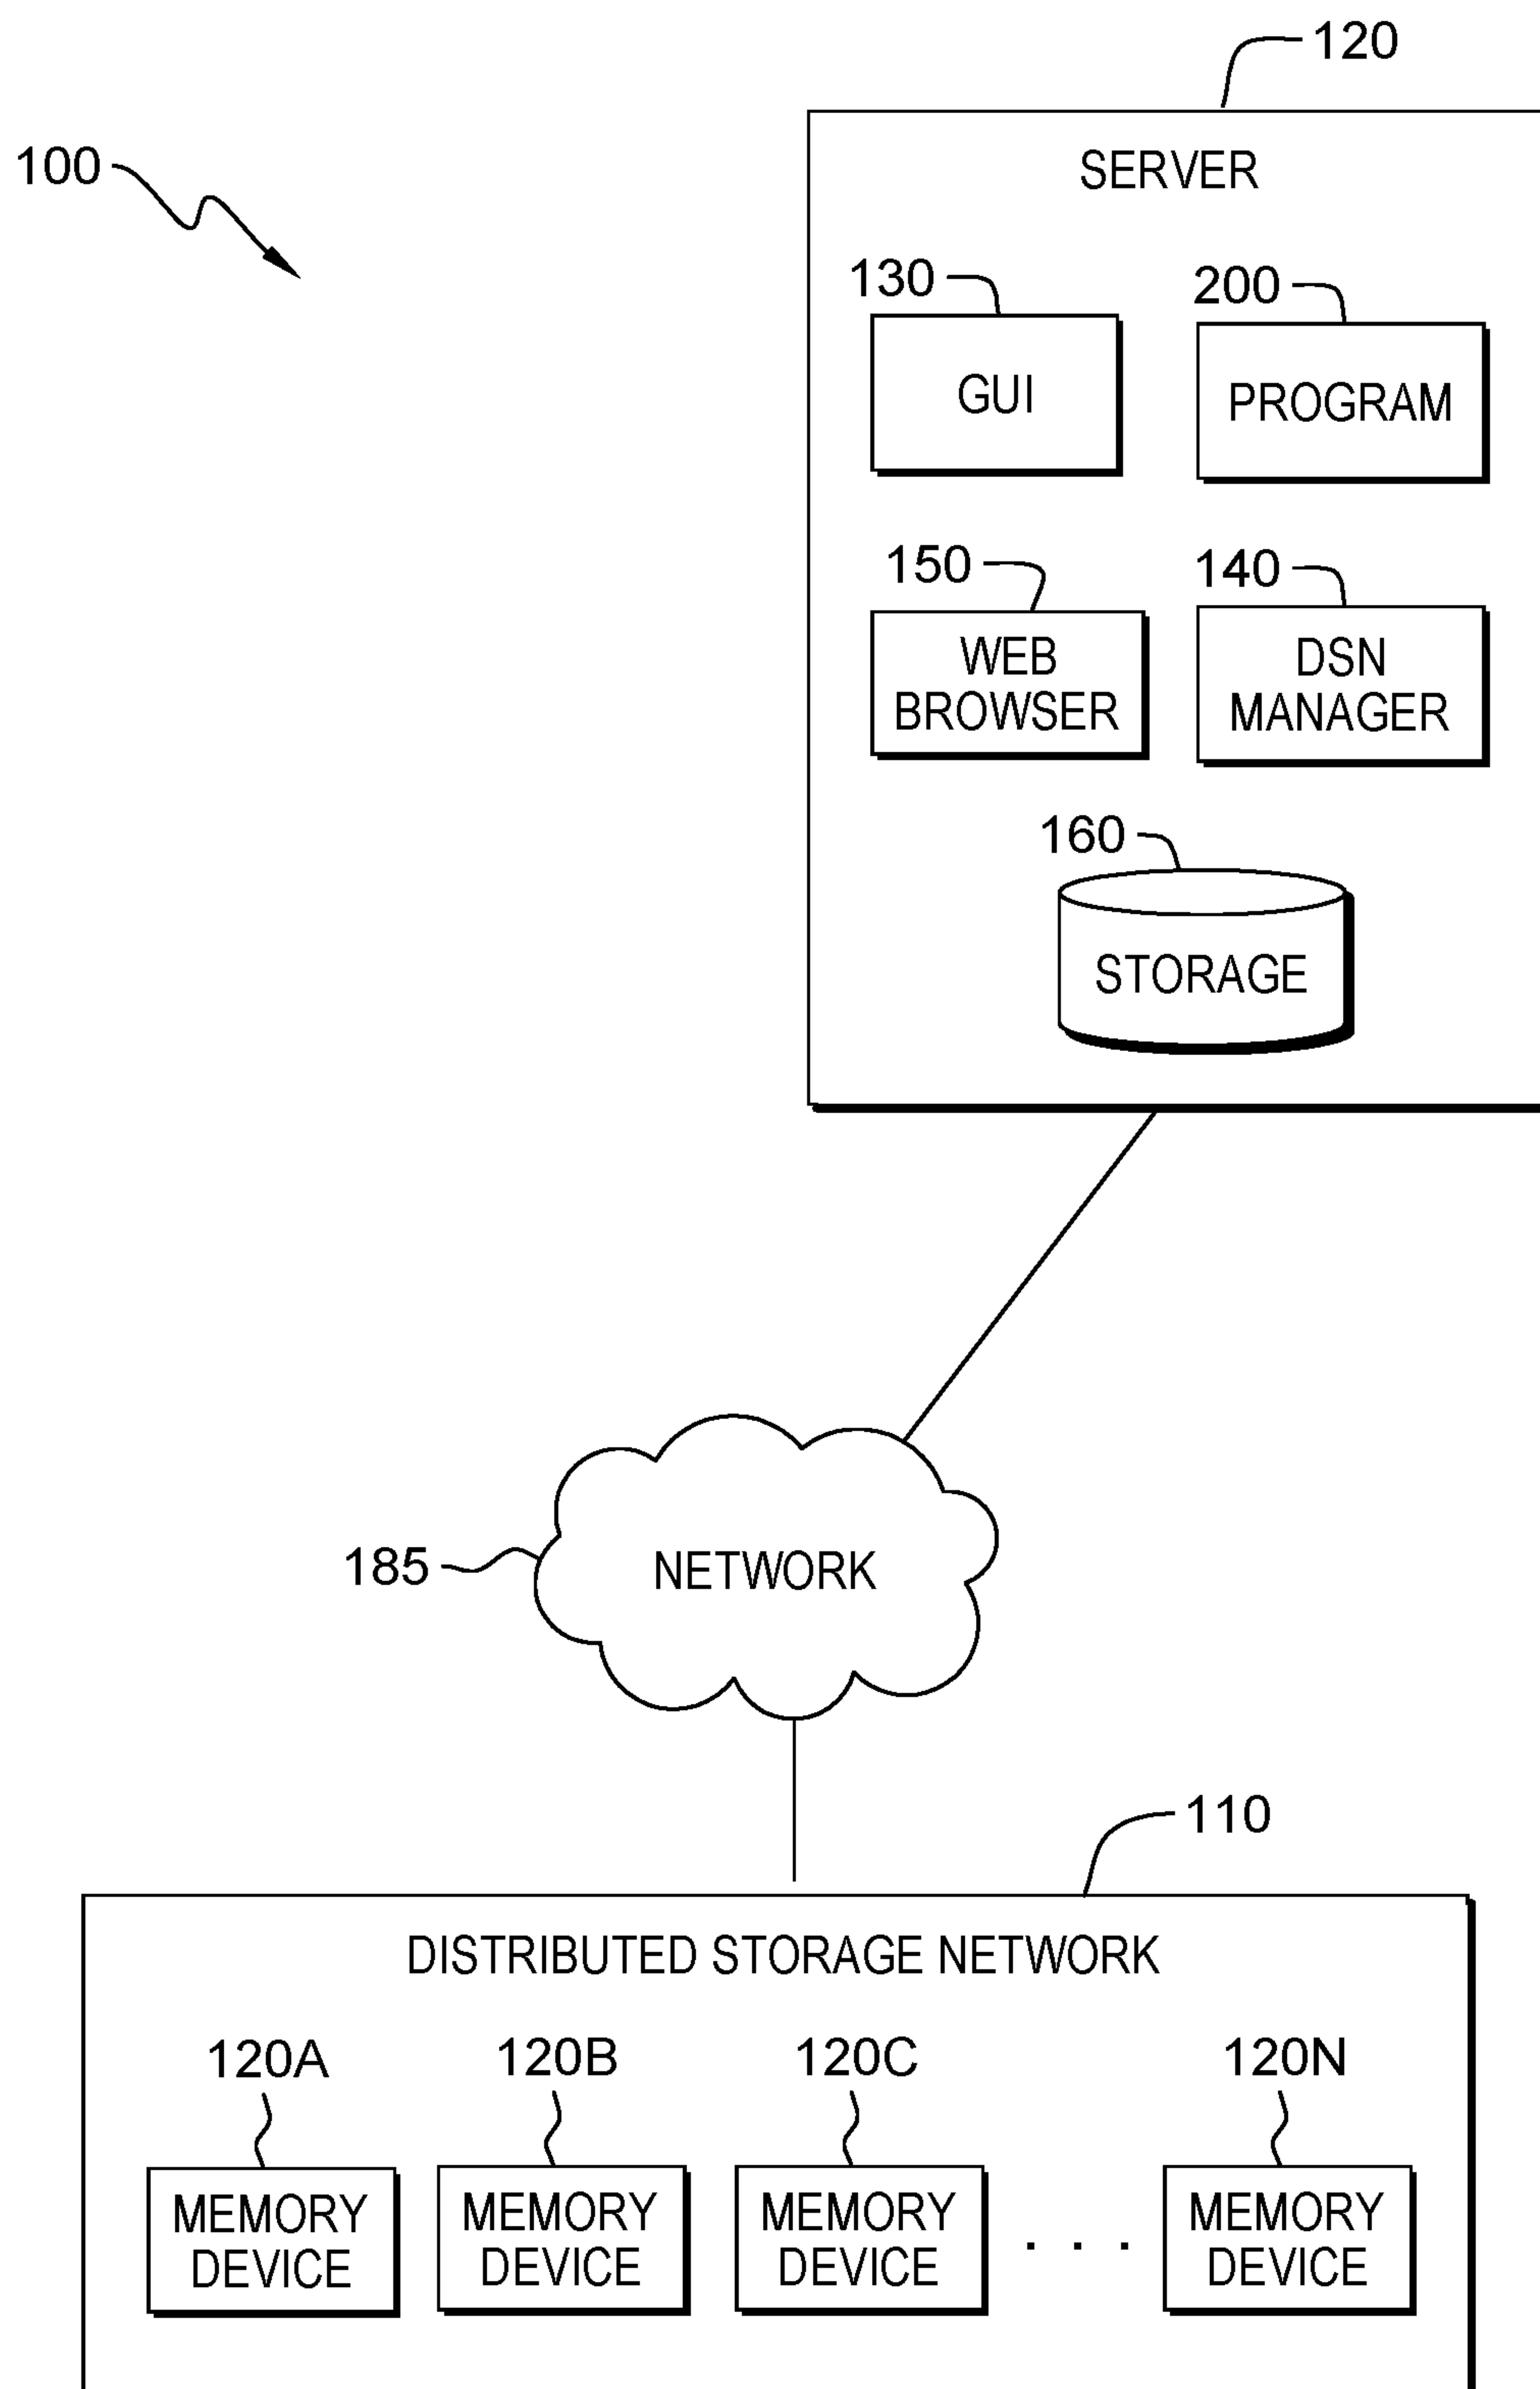 120
100
SERVER
130
200
GUI
PROGRAM
150
140
WEB
BROWSER
DSN
MANAGER
160
STORAGE
185
NETWORK
110
DISTRIBUTED STORAGE NETWORK
120A
120B
120C
120N
MEMORY
DEVICE
MEMORY
DEVICE
MEMORY
DEVICE
. . .
MEMORY
DEVICE